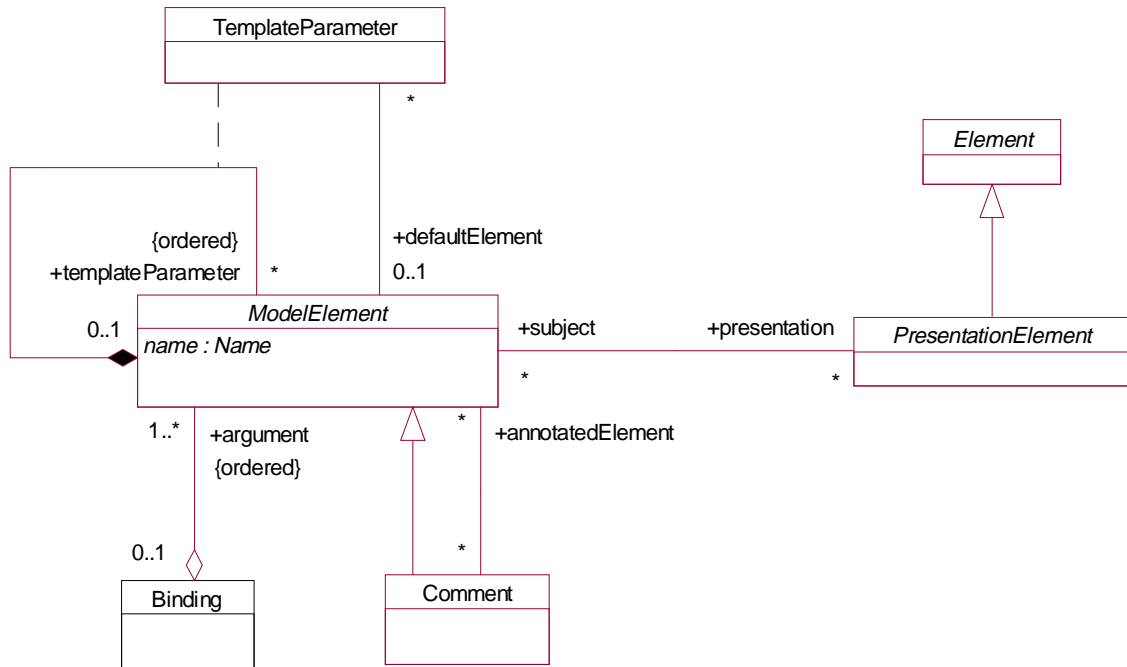 TemplateParameter
*
Element
{ordered}
+defaultElement
+templateParameter
*
0..1
ModelElement
0..1
name : Name
+subject
+presentation
PresentationElement
*
*
1..*
+argument
*
+annotatedElement
{ordered}
0..1
*
Binding
Comment